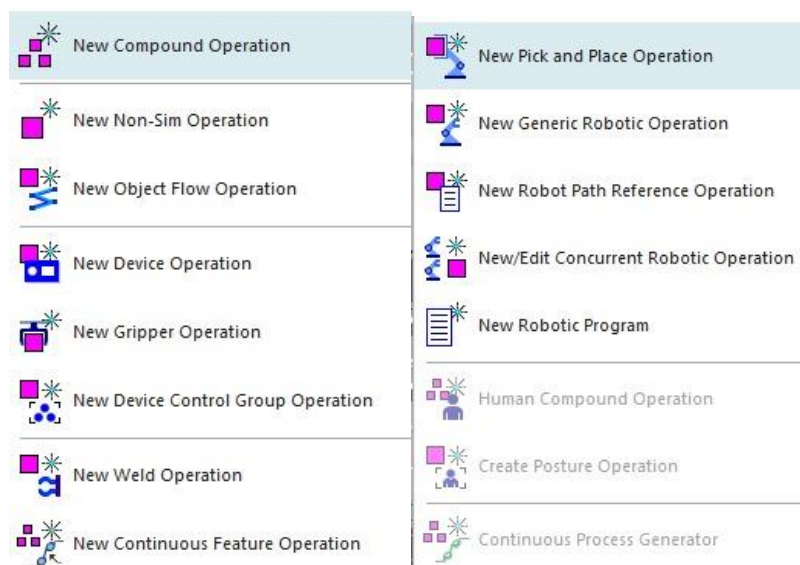 New Compound Operation
New Non-Sim Operation
New Object Flow Operation
New Device Operation
New Gripper Operation
New Device Control Group Operation
New Weld Operation
New Continuous Feature Operation
New Pick and Place Operation
New Generic Robotic Operation
New Robot Path Reference Operation
New/Edit Concurrent Robotic Operation
New Robotic Program
Human Compound Operation
Create Posture Operation
Continuous Process Generator